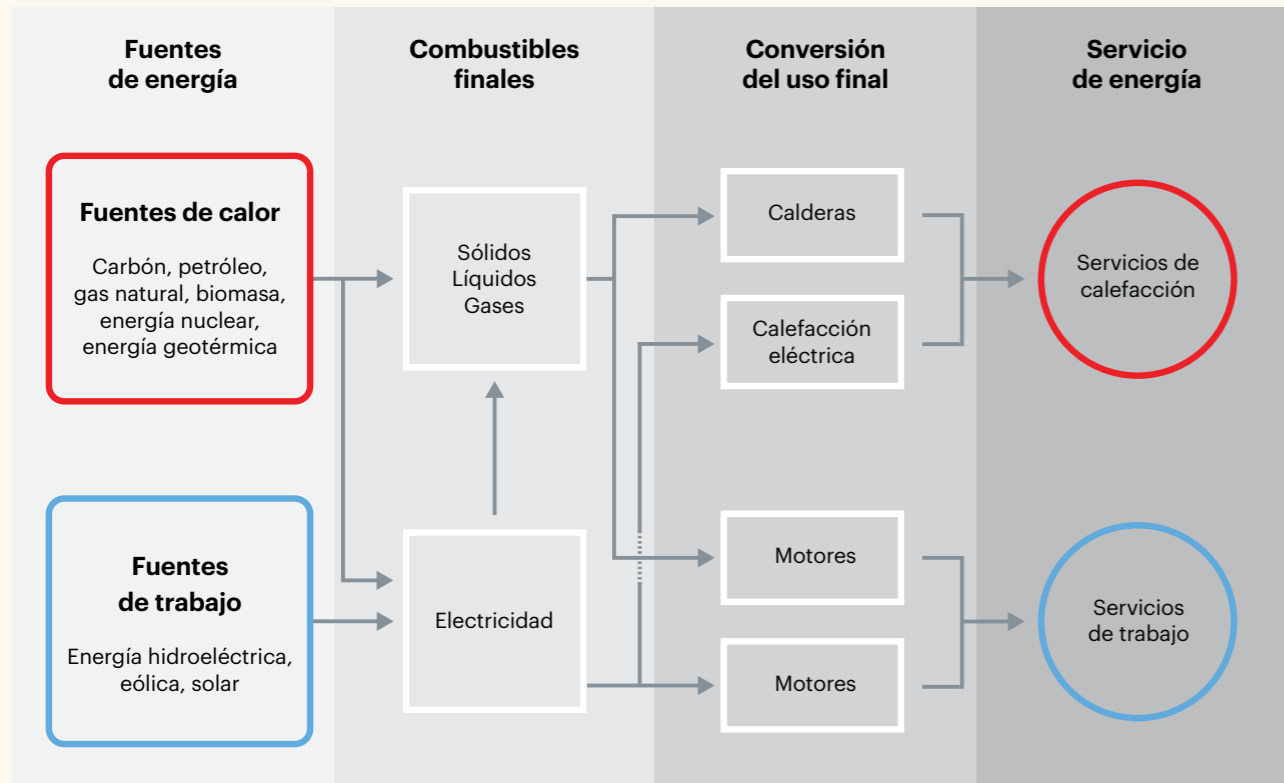 Fuentes
de energía
Combustibles
finales
Conversión
del uso final
Servicio
de energía
Fuentes de calor
Carbón, petróleo,
gas natural, biomasa,
energía nuclear,
energía geotérmica
Sólidos
Líquidos
Gases
Calderas
Calefacción
eléctrica
Servicios de
calefacción
Fuentes
de trabajo
Energía hidroeléctrica,
eólica, solar
Electricidad
Motores
Motores
Servicios
de trabajo